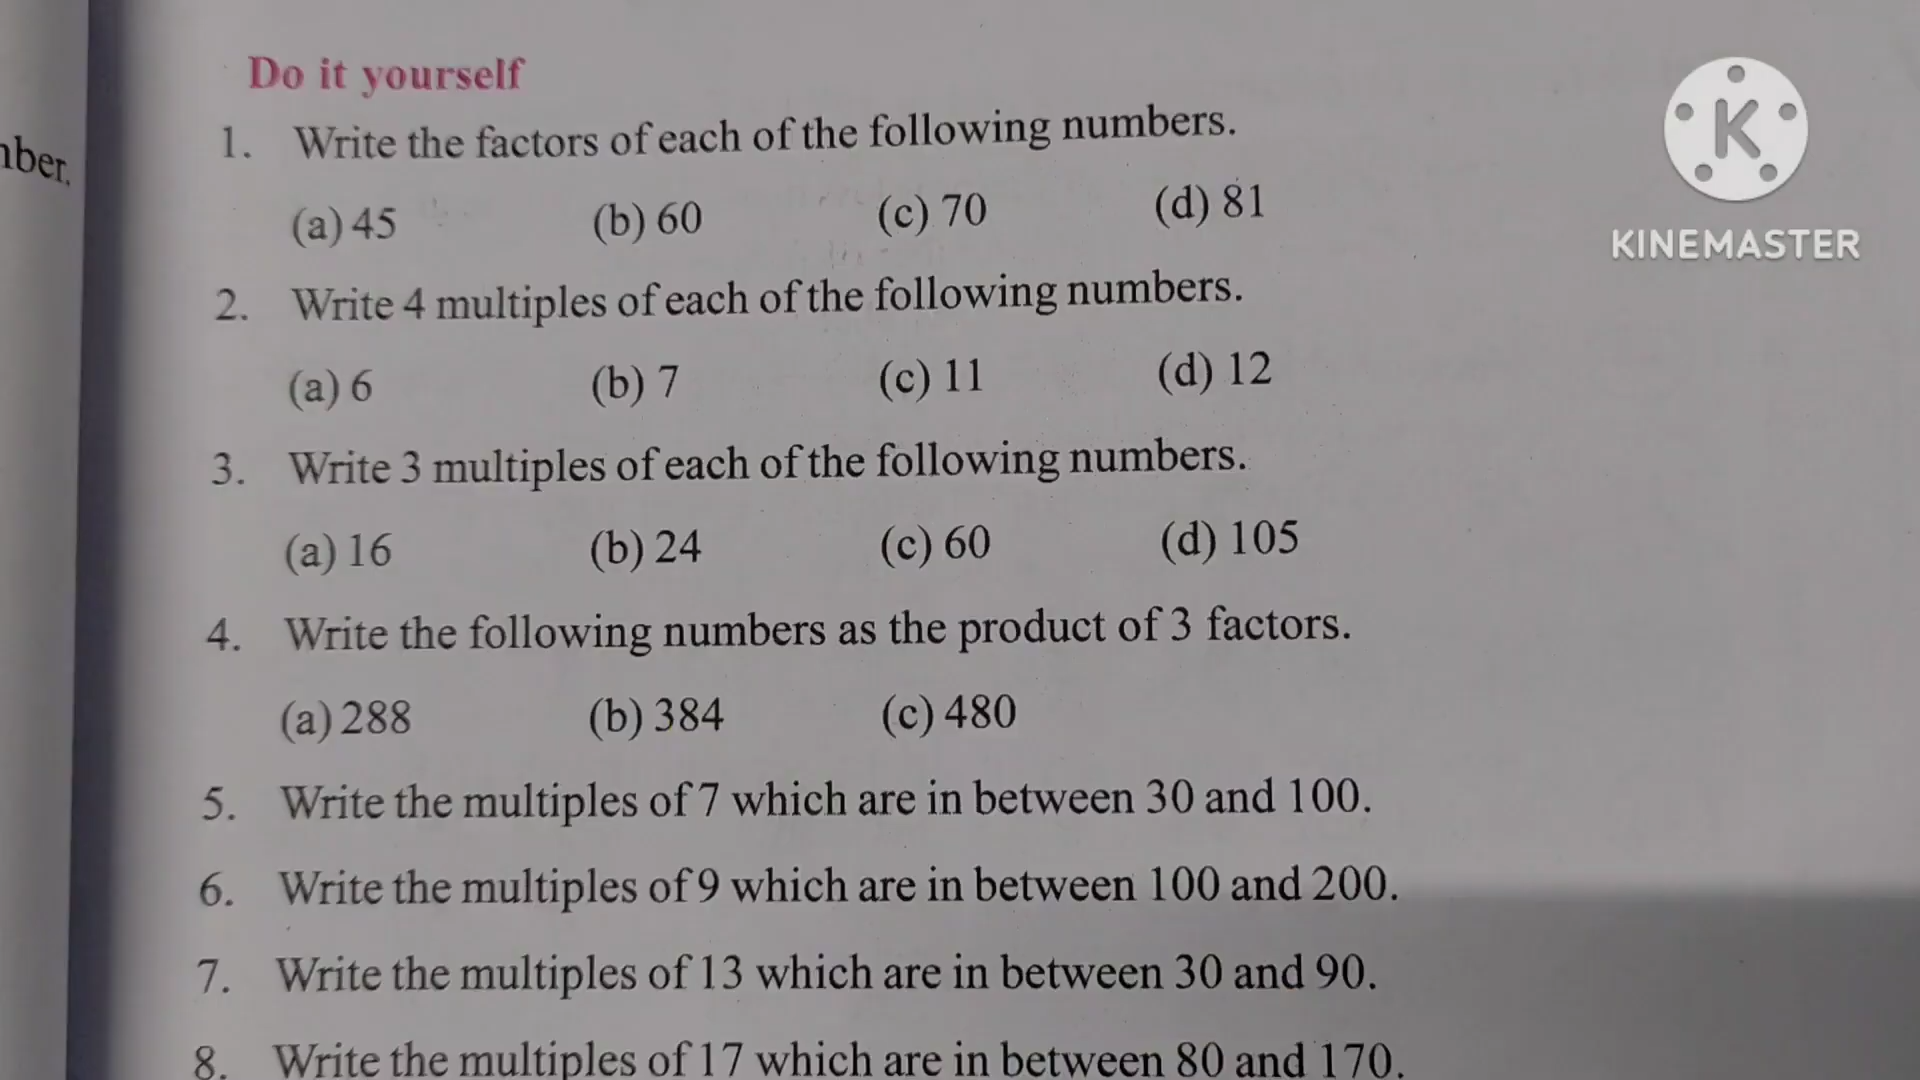 Do it yourself
1. Write the factors of each of the following numbers.
(a) 45 (b) 60 (c) 70 (d) 81
2. Write 4 multiples of each of the following numbers.
(a) 6 (b) 7 (c) 11 (d) 12
3. Write 3 multiples of each of the following numbers.
(a) 16 (b) 24 (c) 60 (d) 105
4. Write the following numbers as the product of 3 factors.
(a) 288 (b) 384 (c) 480
5. Write the multiples of 7 which are in between 30 and 100.
6. Write the multiples of 9 which are in between 100 and 200.
7. Write the multiples of 13 which are in between 30 and 90.
8. Write the multiples of 17 which are in between 80 and 170.
K
KINEMASTER